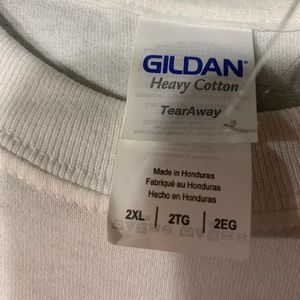 GILDAN
Heavy Cotton
TearAway
Made in Honduras
Fabriqué au Honduras
Hecho en Honduras
2XL | 2TG | 2EG